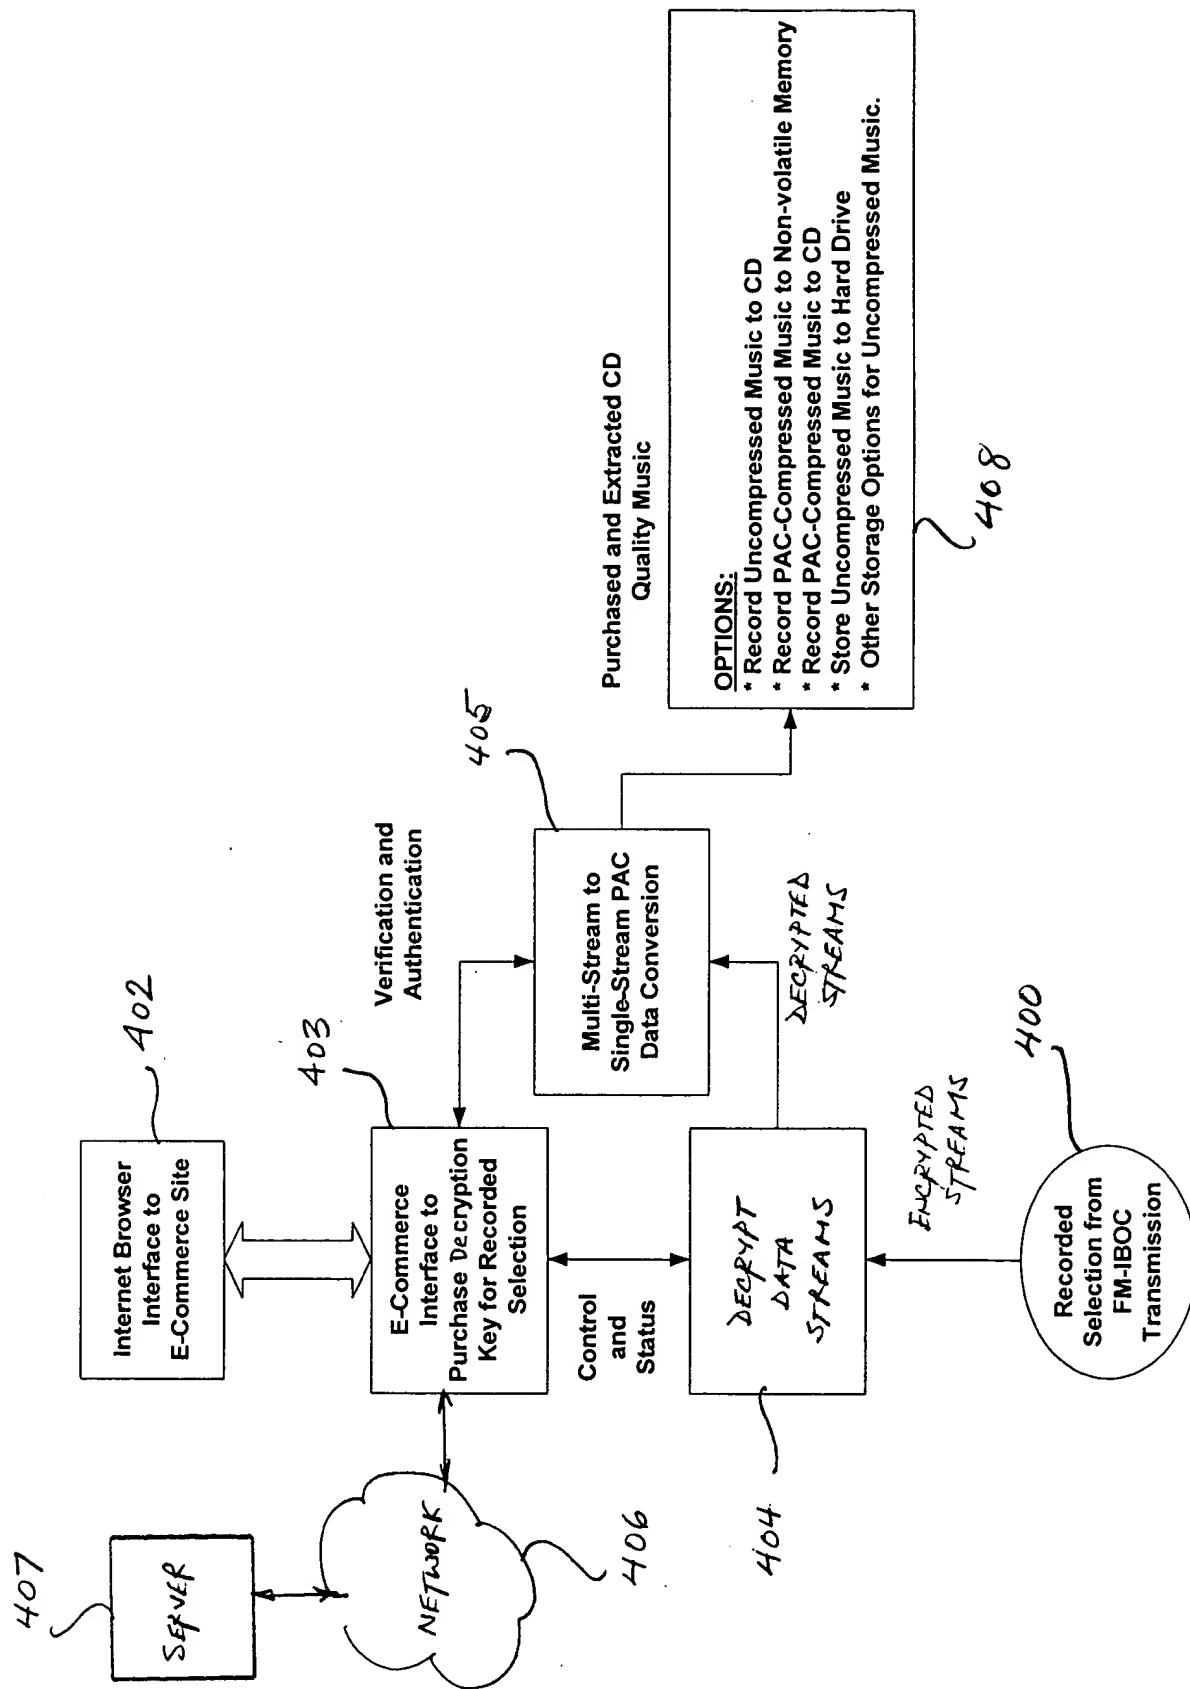 407
SERVER
NETWORK
406
402
Internet Browser
Interface to
E-Commerce Site
403
E-Commerce
Interface to
Purchase Decryption
Key for Recorded
Selection
Verification and
Authentication
Control
and
Status
404
DECRYPT
DATA
STREAMS
ENCRYPTED
STREAMS
400
Recorded
Selection from
FM-IBOC
Transmission
DECRYPTED
STREAMS
405
Multi-Stream to
Single-Stream PAC
Data Conversion
Purchased and Extracted CD
Quality Music
OPTIONS:
* Record Uncompressed Music to CD
* Record PAC-Compressed Music to Non-volatile Memory
* Record PAC-Compressed Music to CD
* Store Uncompressed Music to Hard Drive
* Other Storage Options for Uncompressed Music.
408